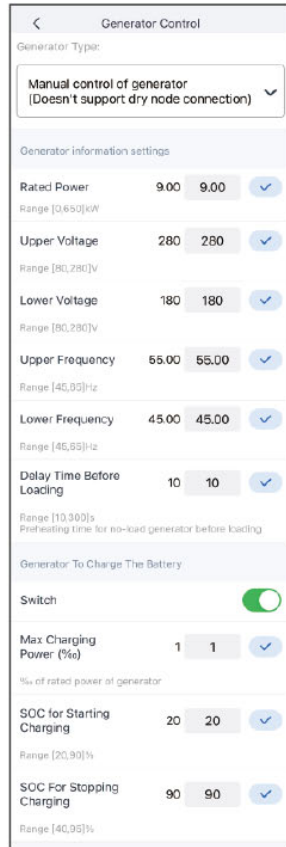 Generator Control
Generator Type:
Manual control of generator
(Doesn't support dry node connection)
Generator information settings
Rated Power 9.00 9.00
Range [0,650]kW
Upper Voltage 280 280
Range [80,280]V
Lower Voltage 180 180
Range [80,280]V
Upper Frequency 55.00 55.00
Range [45,65]Hz
Lower Frequency 45.00 45.00
Range [45,65]Hz
Delay Time Before
Loading 10 10
Range [10,300]s
Preheating time for no-load generator before loading
Generator To Charge The Battery
Switch
Max Charging
Power (‰) 1 1
‰ of rated power of generator
SOC for Starting
Charging 20 20
Range [20,90]%
SOC For Stopping
Charging 90 90
Range [40,95]%